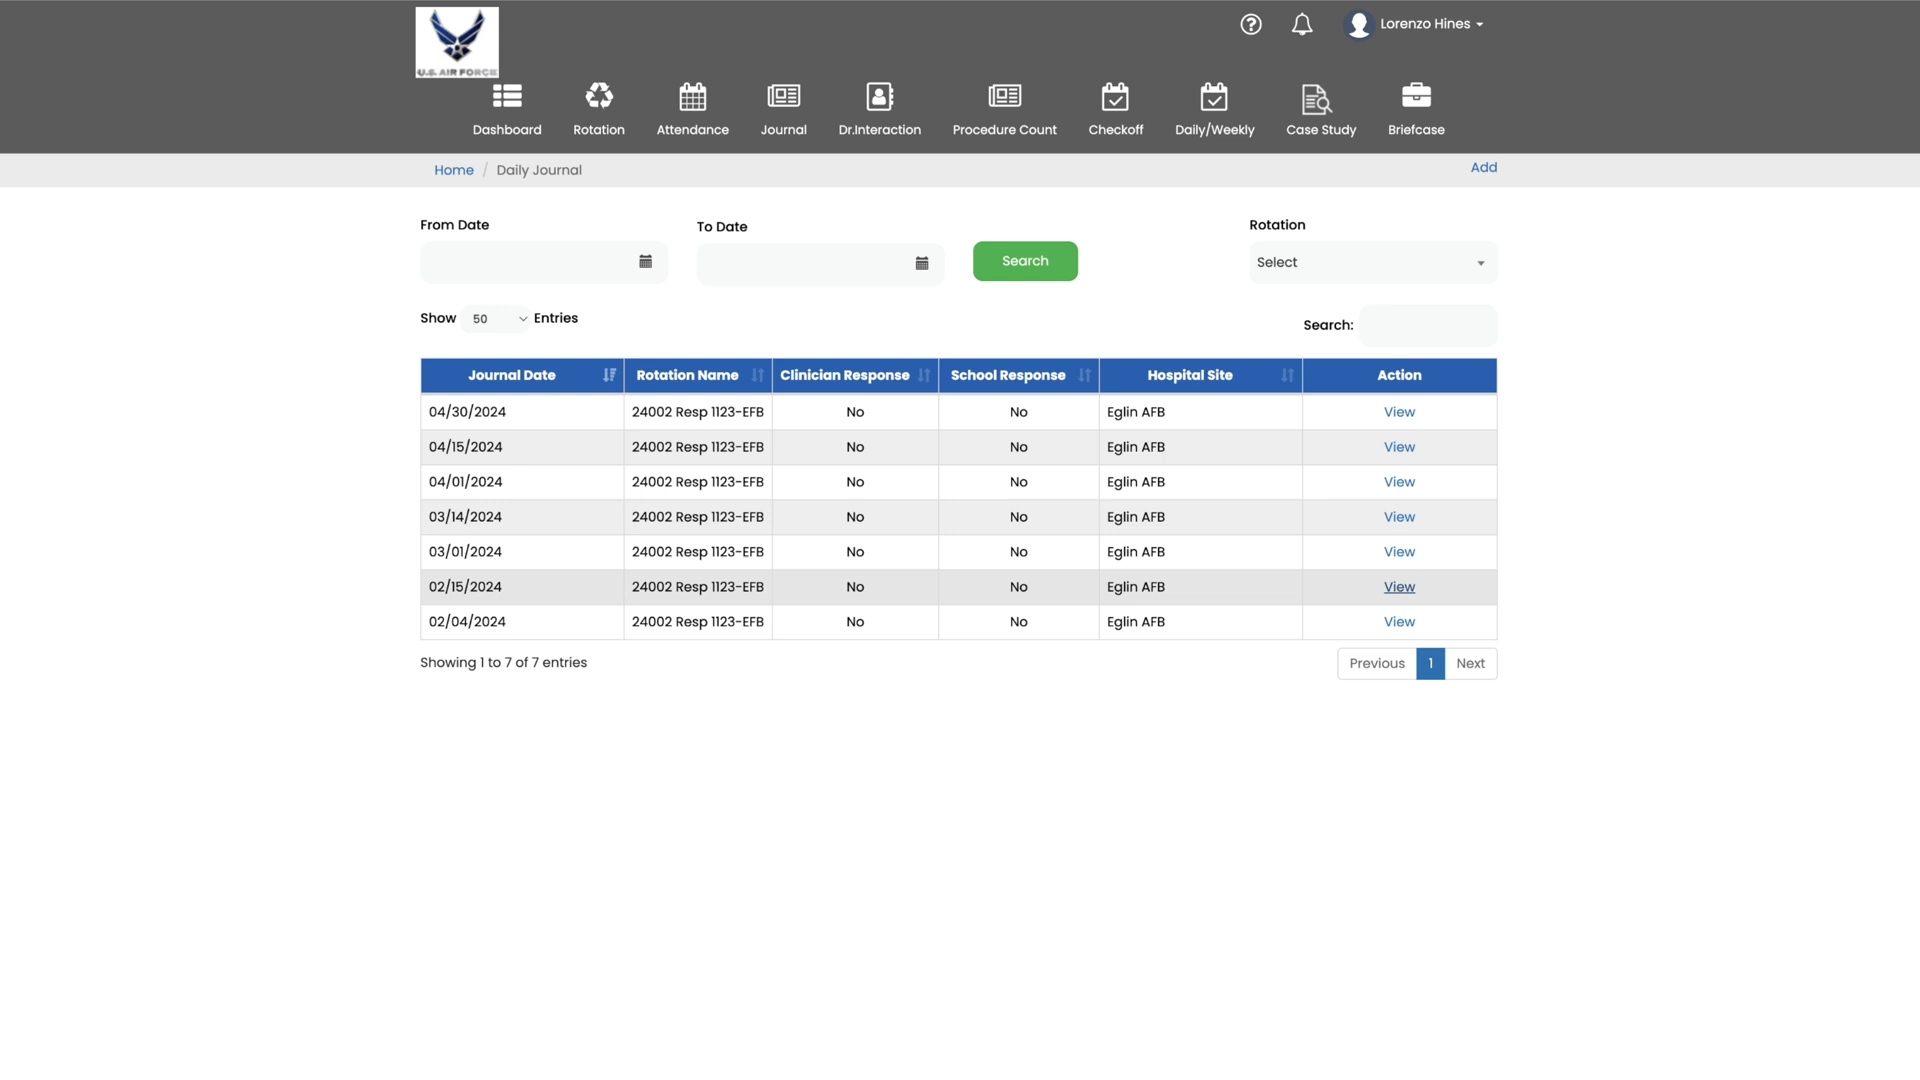 U.S. AIR FORCE
Lorenzo Hines
Dashboard Rotation Attendance Journal Dr.Interaction Procedure Count Checkoff Daily/Weekly Case Study Briefcase
Home / Daily Journal Add
From Date To Date Rotation
Search Select
Show 50 Entries Search:
Journal Date Rotation Name Clinician Response School Response Hospital Site Action
04/30/2024 24002 Resp 1123-EFB No No Eglin AFB View
04/15/2024 24002 Resp 1123-EFB No No Eglin AFB View
04/01/2024 24002 Resp 1123-EFB No No Eglin AFB View
03/14/2024 24002 Resp 1123-EFB No No Eglin AFB View
03/01/2024 24002 Resp 1123-EFB No No Eglin AFB View
02/15/2024 24002 Resp 1123-EFB No No Eglin AFB View
02/04/2024 24002 Resp 1123-EFB No No Eglin AFB View
Showing 1 to 7 of 7 entries Previous 1 Next